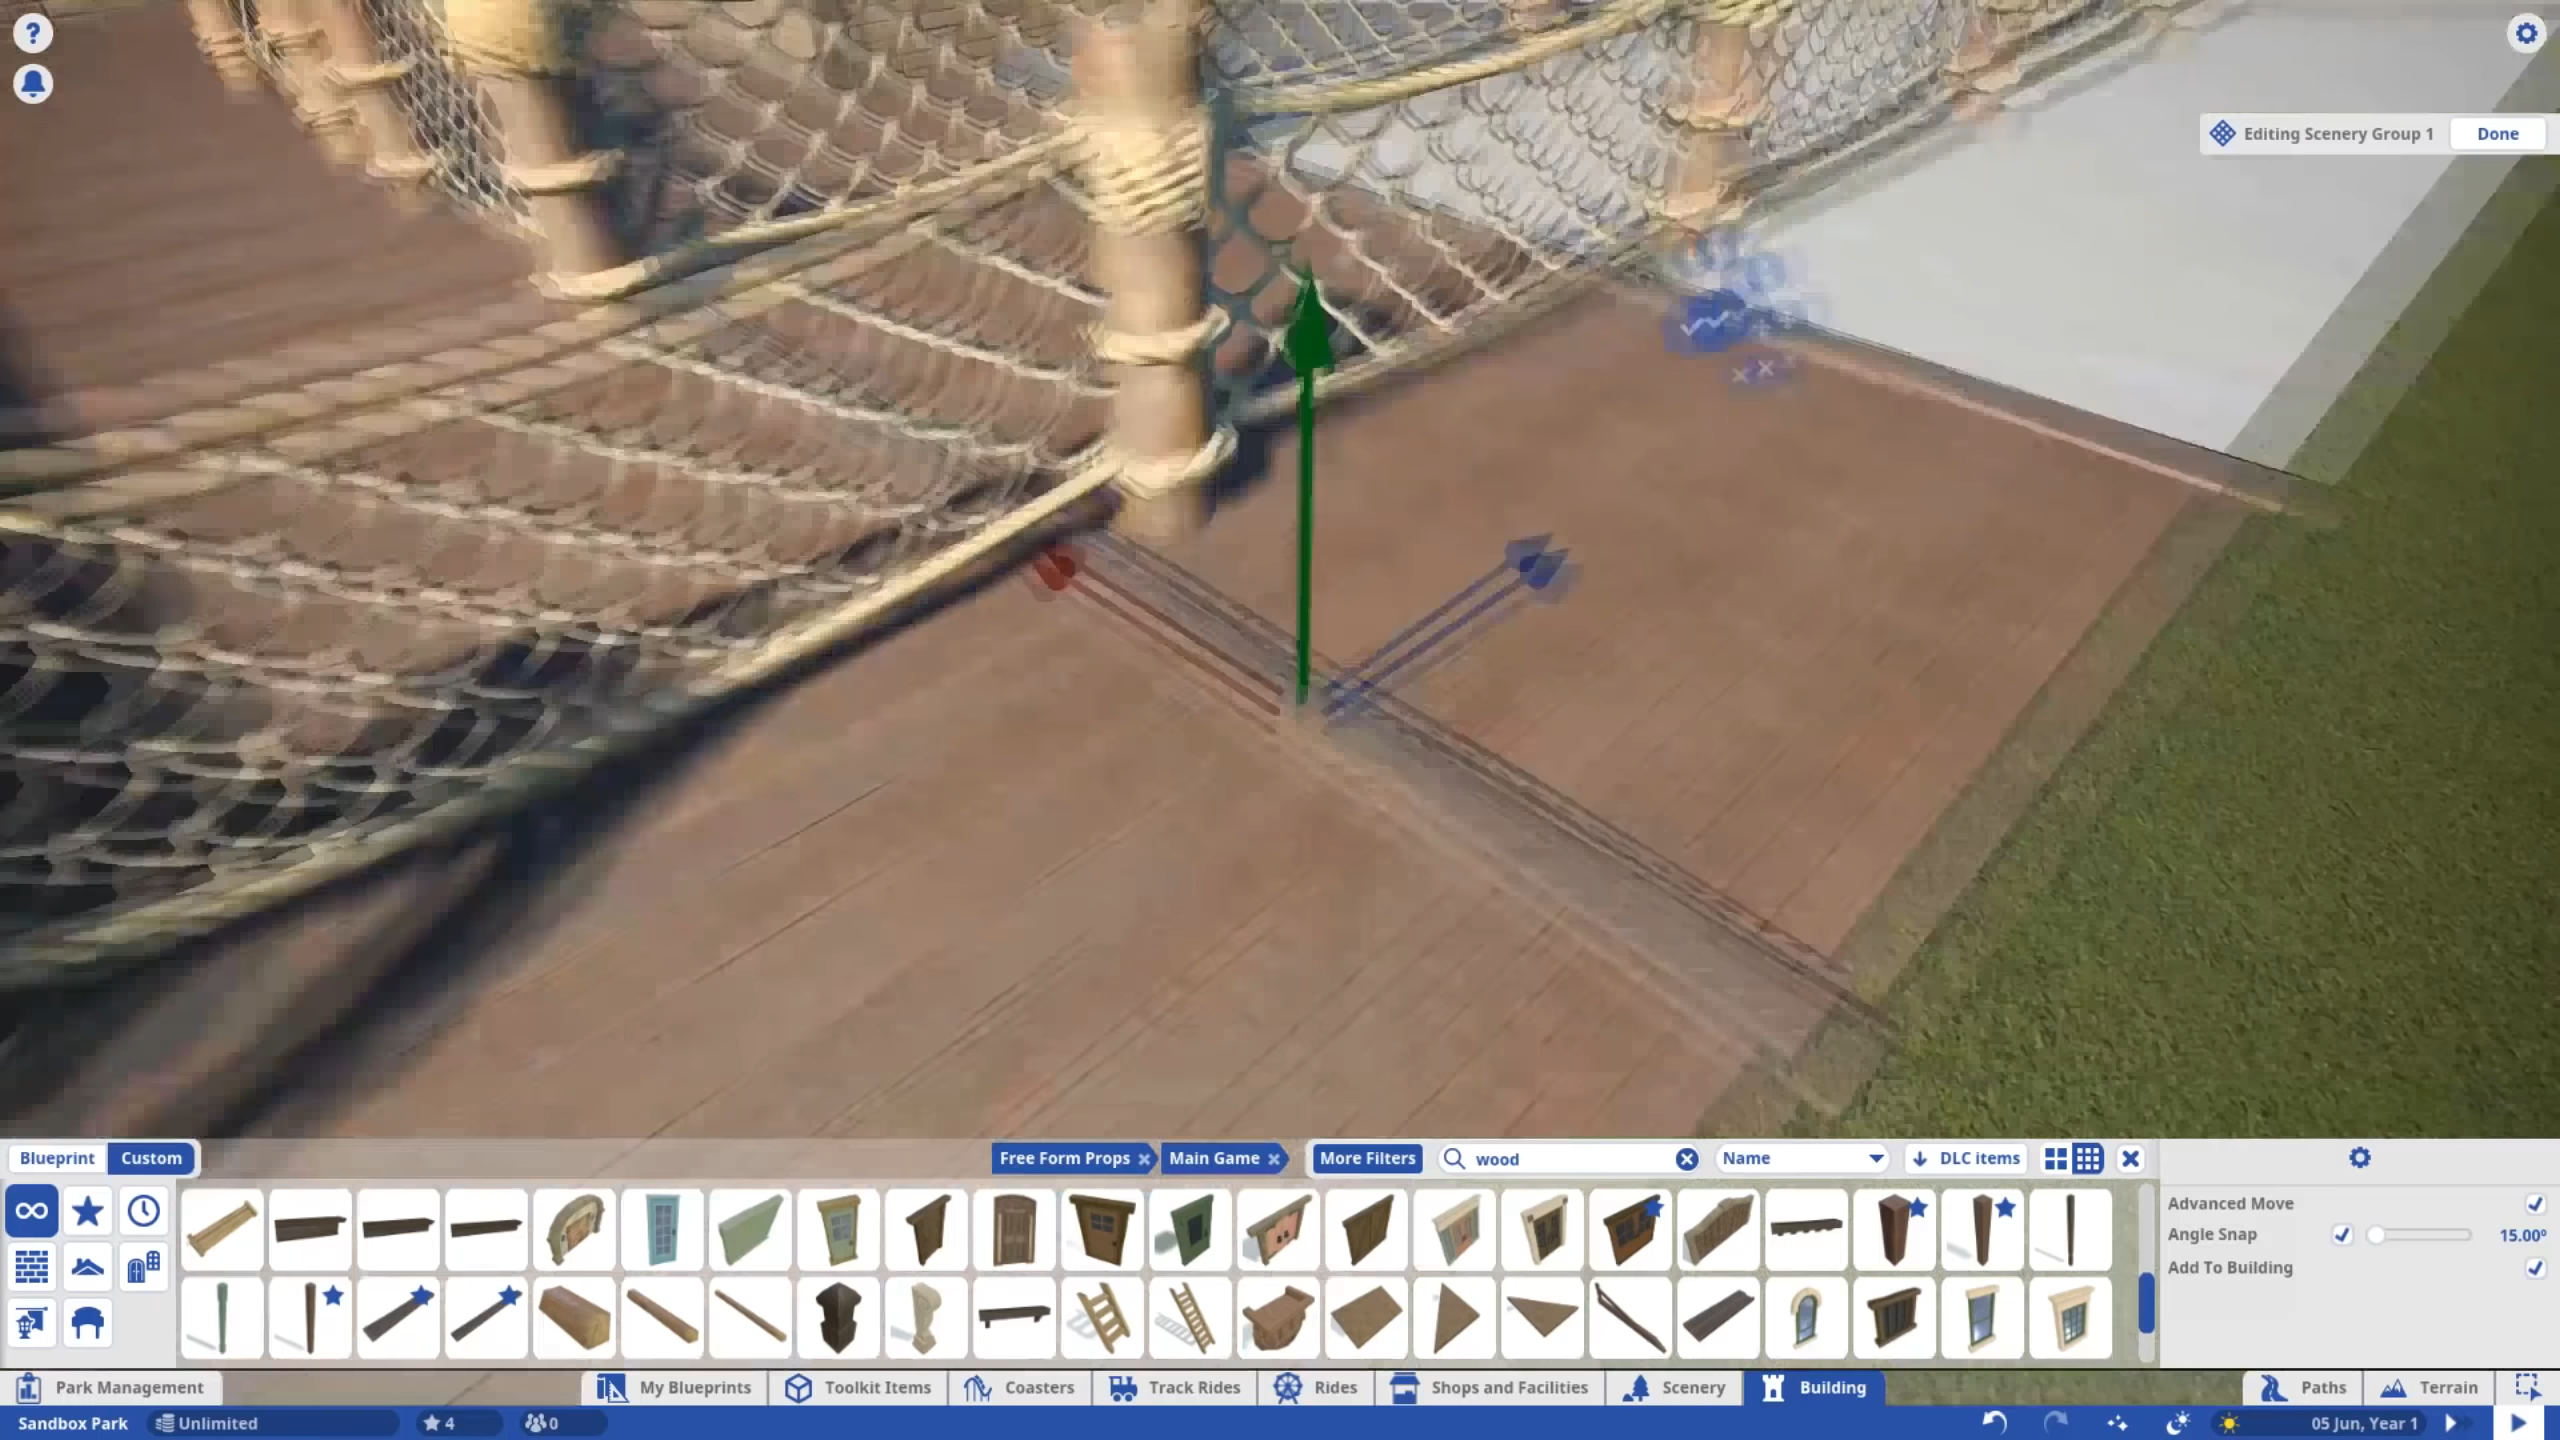 ?
Editing Scenery Group 1
Done
Blueprint
Custom
Free Form Props ×
Main Game ×
More Filters
wood
Name
DLC items
Advanced Move
Angle Snap
15.00°
Add To Building
Park Management
My Blueprints
Toolkit Items
Coasters
Track Rides
Rides
Shops and Facilities
Scenery
Building
Paths
Terrain
Sandbox Park
Unlimited
4
0
05 Jun, Year 1